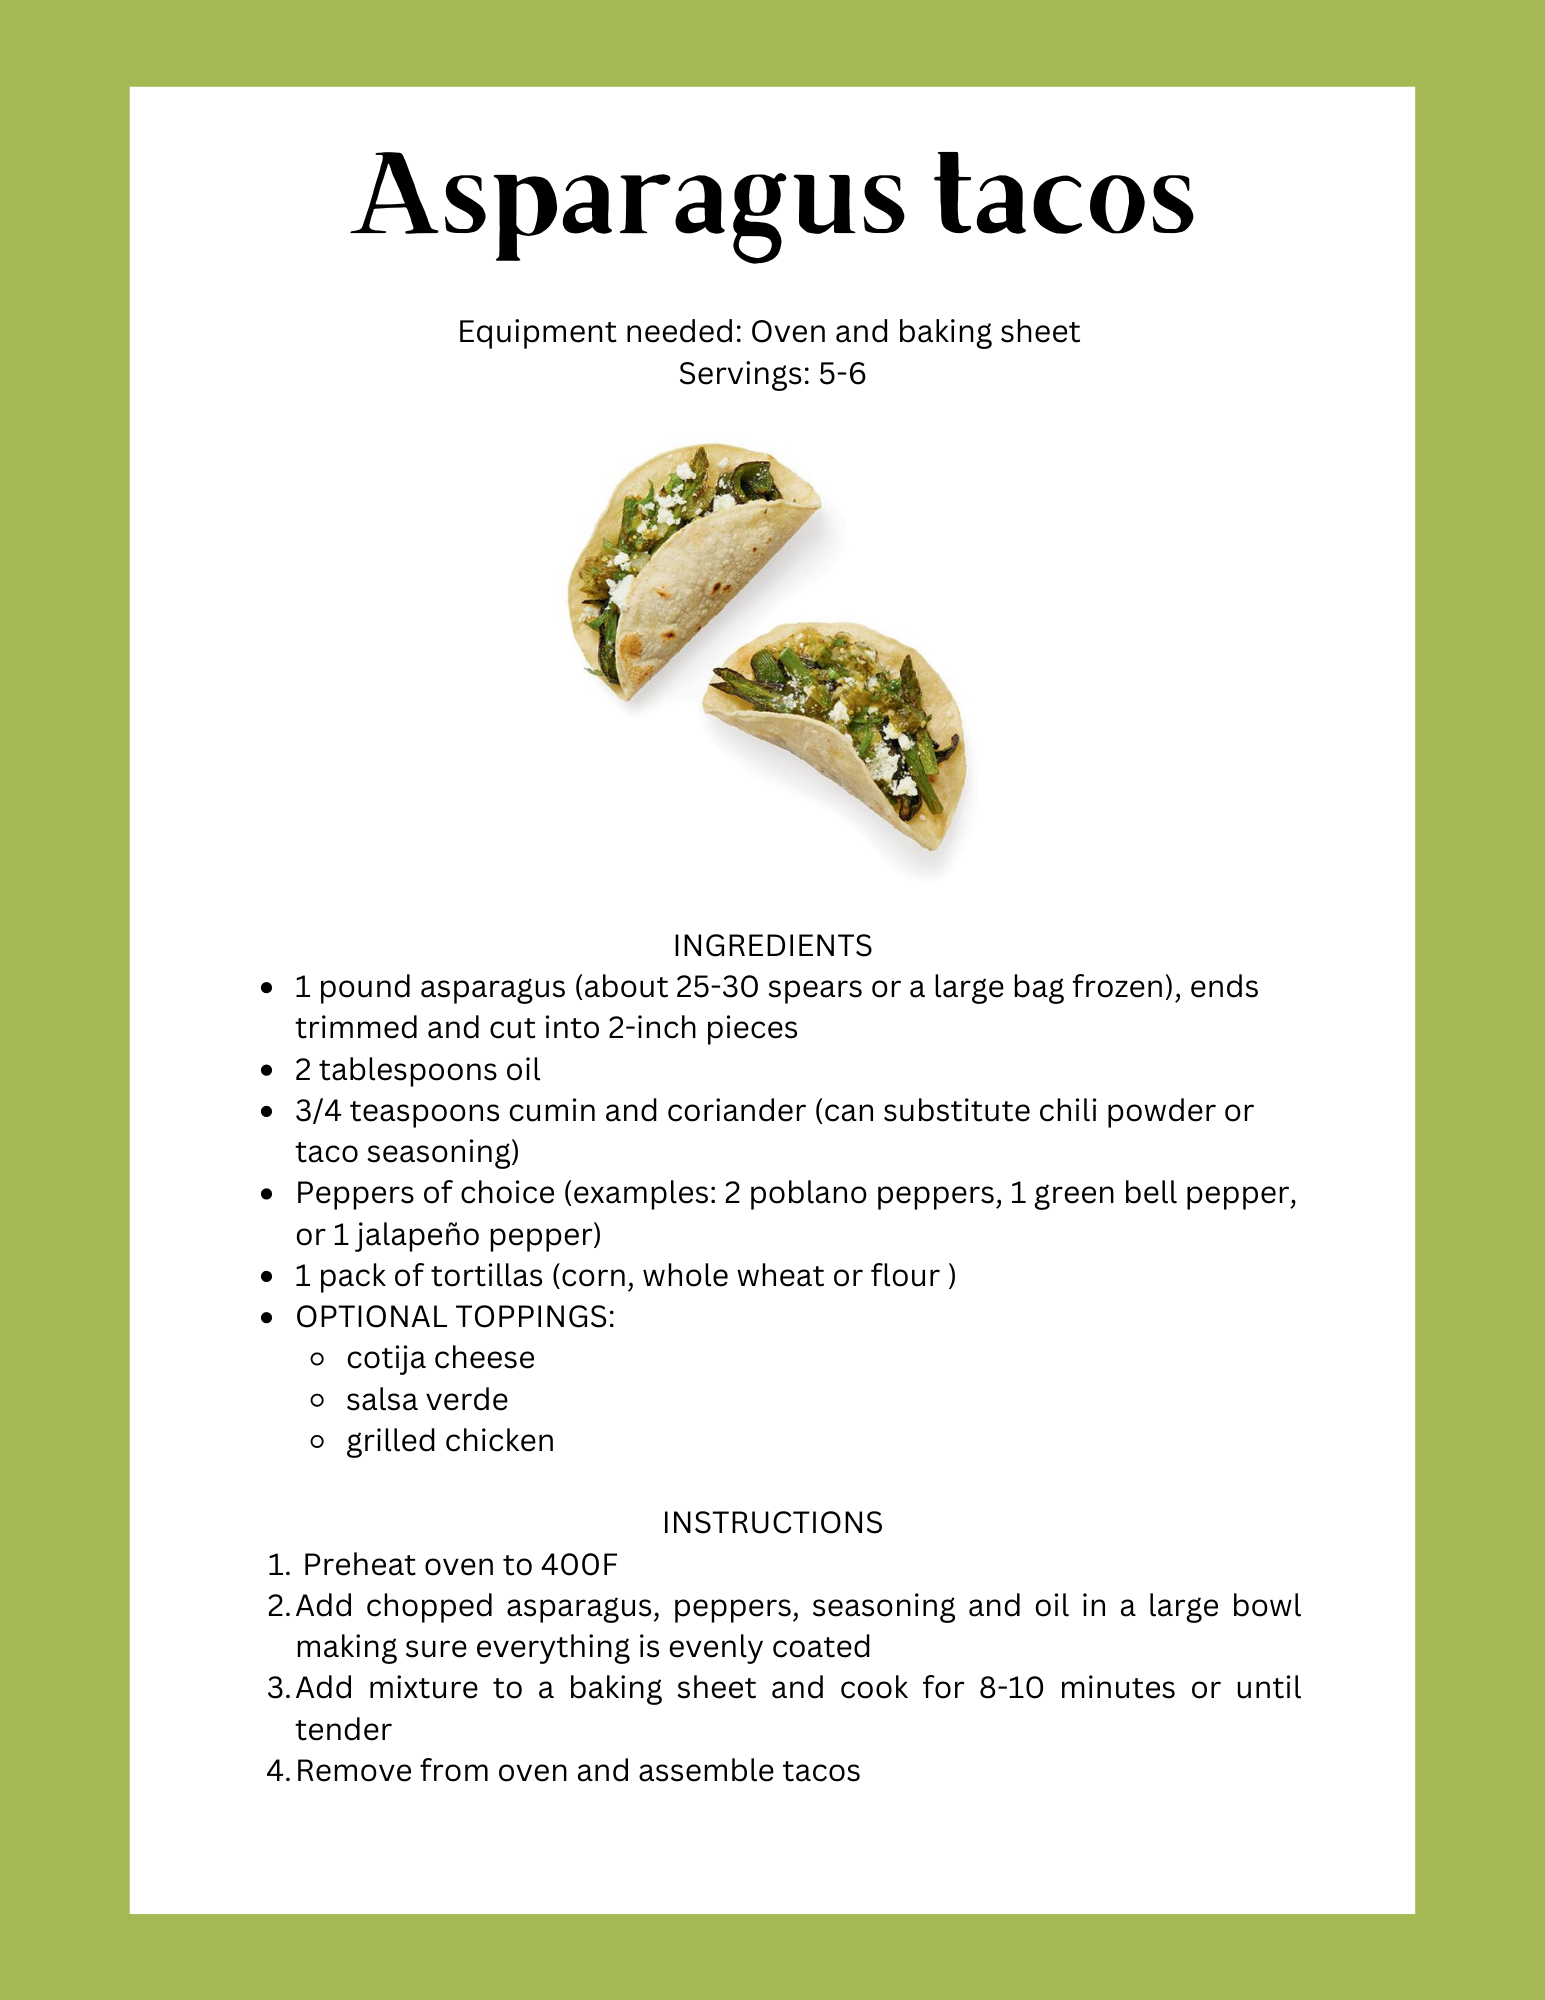 Asparagus tacos
Equipment needed: Oven and baking sheet
Servings: 5-6
INGREDIENTS
• 1 pound asparagus (about 25-30 spears or a large bag frozen), ends
trimmed and cut into 2-inch pieces
• 2 tablespoons oil
• 3/4 teaspoons cumin and coriander (can substitute chili powder or
taco seasoning)
• Peppers of choice (examples: 2 poblano peppers, 1 green bell pepper,
or 1 jalapeño pepper)
• 1 pack of tortillas (corn, whole wheat or flour )
• OPTIONAL TOPPINGS:
◦ cotija cheese
◦ salsa verde
◦ grilled chicken
INSTRUCTIONS
1. Preheat oven to 400F
2. Add chopped asparagus, peppers, seasoning and oil in a large bowl
making sure everything is evenly coated
3. Add mixture to a baking sheet and cook for 8-10 minutes or until
tender
4. Remove from oven and assemble tacos